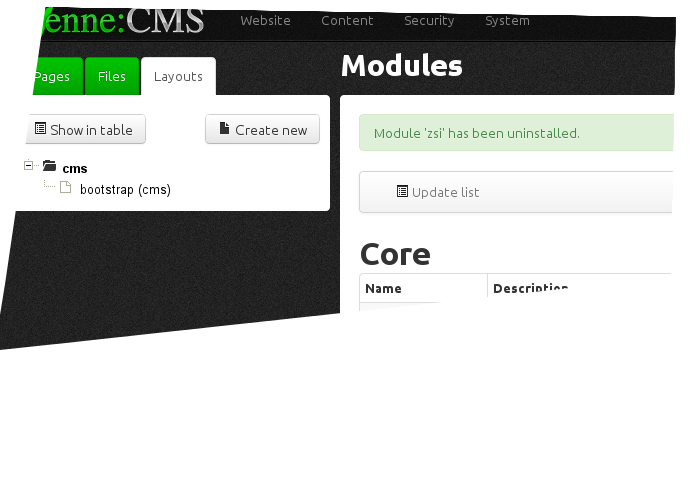 enne:CMS
Website Content Security System
Pages Files Layouts
Modules
Show in table Create new
cms
bootstrap (cms)
Module 'zsi' has been uninstalled.
Update list
Core
Name Description